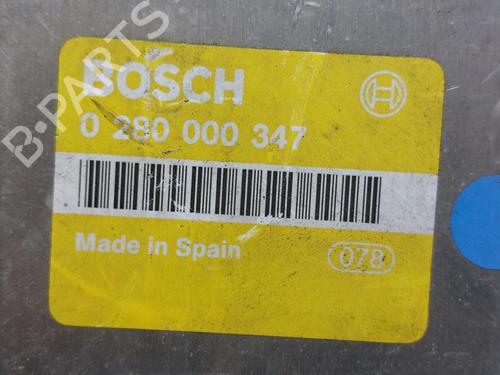 B-PARTS
BOSCH
0 280 000 347
Made in Spain
078